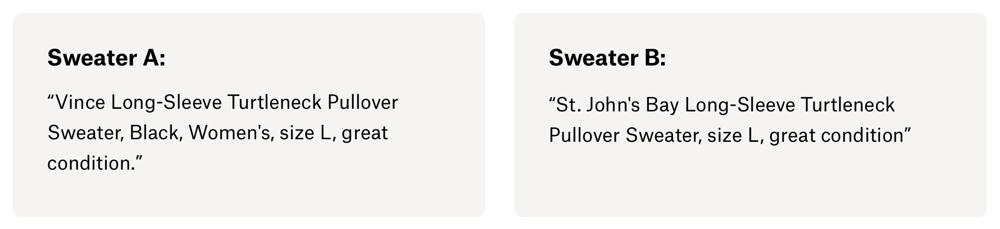 Sweater A:
“Vince Long-Sleeve Turtleneck Pullover
Sweater, Black, Women's, size L, great
condition.”
Sweater B:
“St. John's Bay Long-Sleeve Turtleneck
Pullover Sweater, size L, great condition”